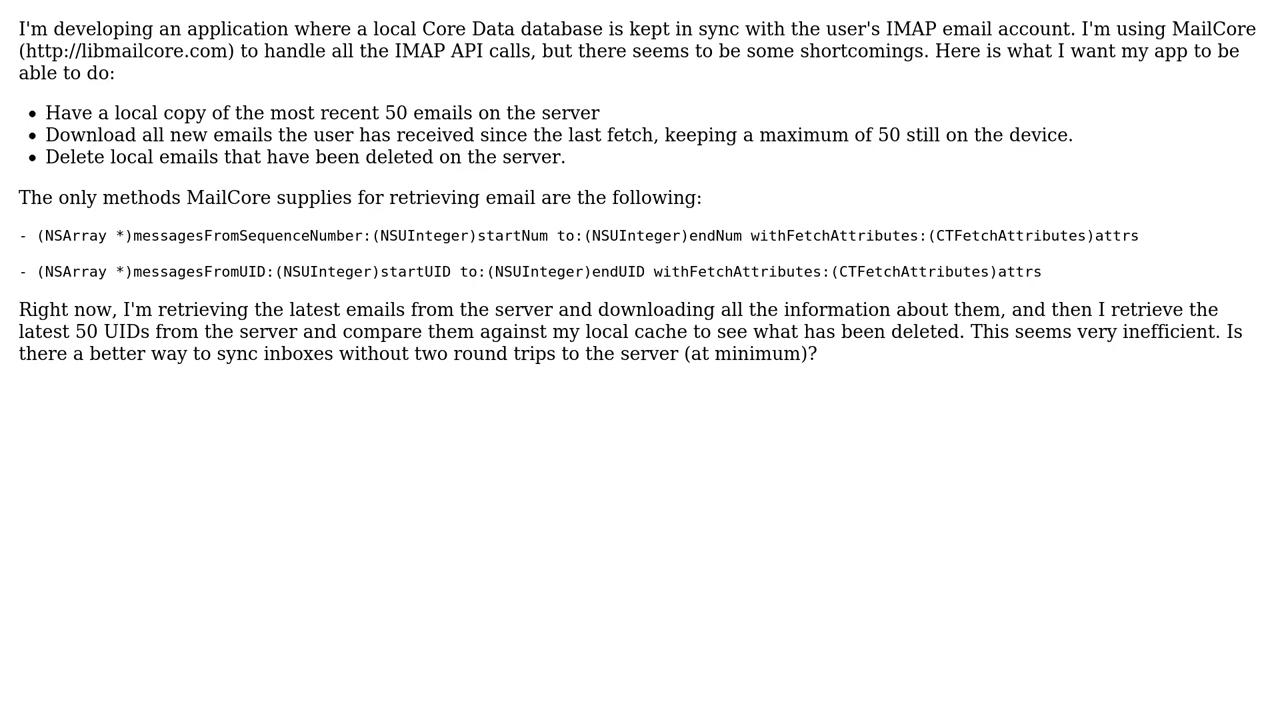 I'm developing an application where a local Core Data database is kept in sync with the user's IMAP email account. I'm using MailCore
(http://libmailcore.com) to handle all the IMAP API calls, but there seems to be some shortcomings. Here is what I want my app to be
able to do:
• Have a local copy of the most recent 50 emails on the server
• Download all new emails the user has received since the last fetch, keeping a maximum of 50 still on the device.
• Delete local emails that have been deleted on the server.
The only methods MailCore supplies for retrieving email are the following:
- (NSArray *)messagesFromSequenceNumber:(NSUInteger)startNum to:(NSUInteger)endNum withFetchAttributes:(CTFetchAttributes)attrs
- (NSArray *)messagesFromUID:(NSUInteger)startUID to:(NSUInteger)endUID withFetchAttributes:(CTFetchAttributes)attrs
Right now, I'm retrieving the latest emails from the server and downloading all the information about them, and then I retrieve the
latest 50 UIDs from the server and compare them against my local cache to see what has been deleted. This seems very inefficient. Is
there a better way to sync inboxes without two round trips to the server (at minimum)?